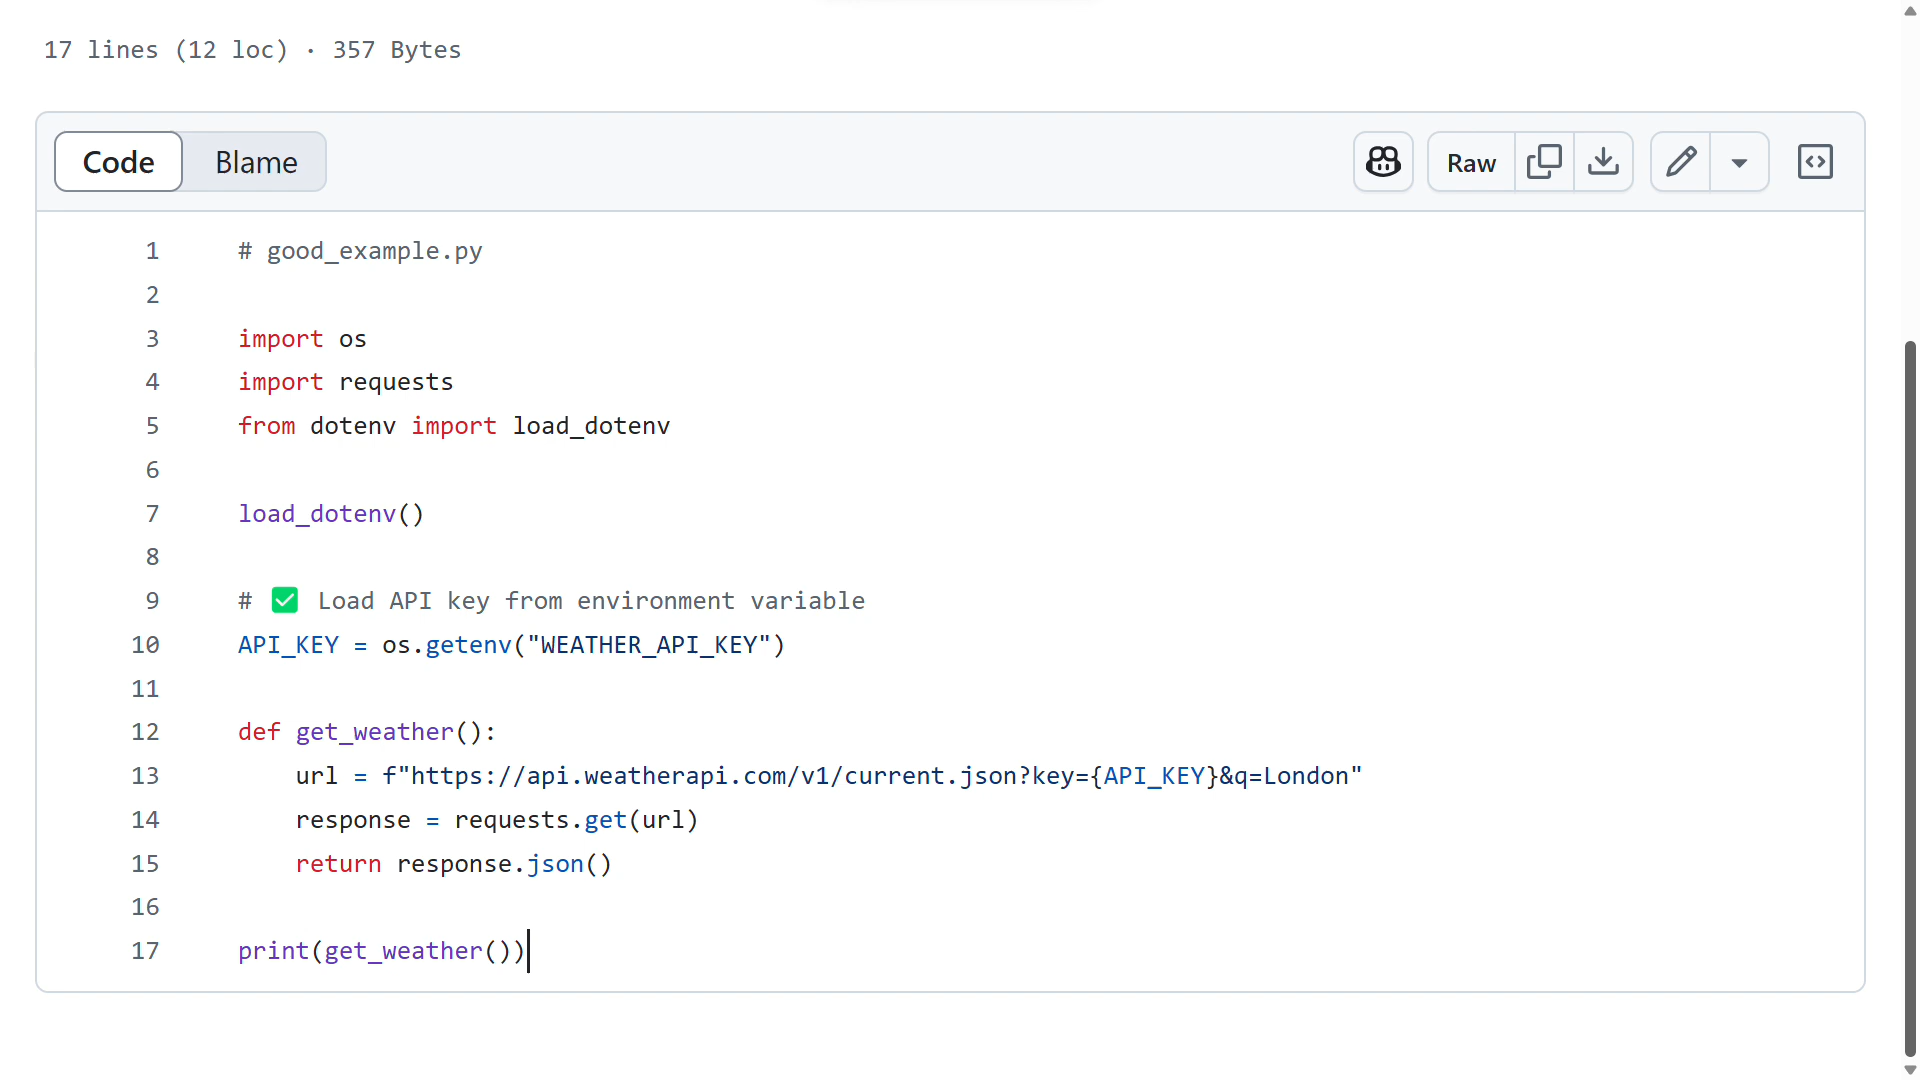 17 lines (12 loc) · 357 Bytes
Code Blame Raw
1 # good_example.py
2
3 import os
4 import requests
5 from dotenv import load_dotenv
6
7 load_dotenv()
8
9 # ✅ Load API key from environment variable
10 API_KEY = os.getenv("WEATHER_API_KEY")
11
12 def get_weather():
13     url = f"https://api.weatherapi.com/v1/current.json?key={API_KEY}&q=London"
14     response = requests.get(url)
15     return response.json()
16
17 print(get_weather())